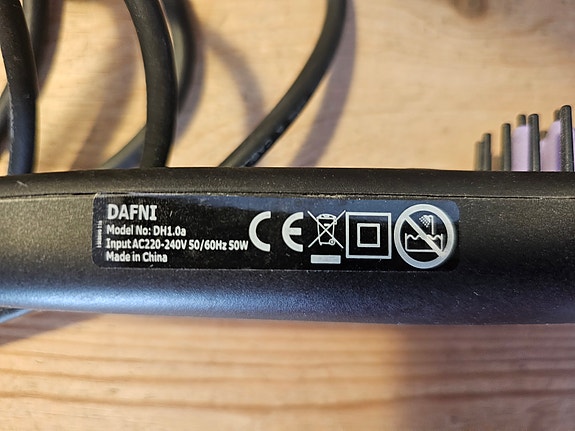 DAFNI
Model No: DH1.0a
Input AC220-240V 50/60Hz 50W
Made in China
CE